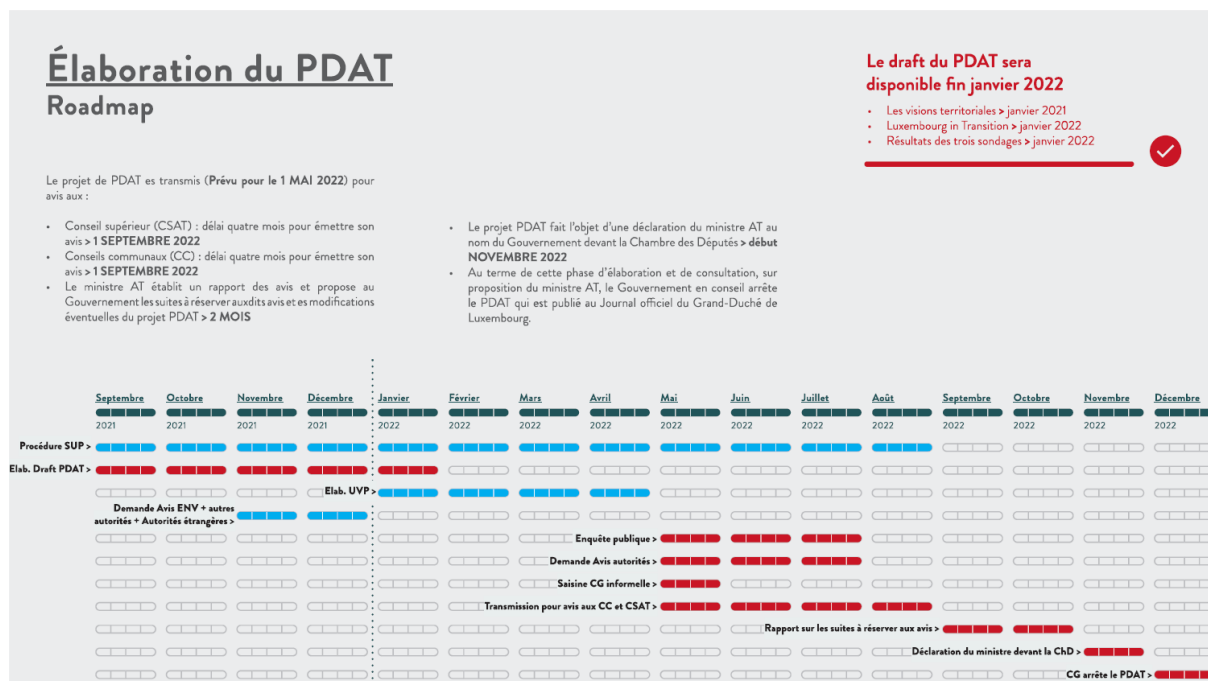 Élaboration du PDAT
Roadmap
Le draft du PDAT sera
disponible fin janvier 2022
• Les visions territoriales > janvier 2021
• Luxembourg in Transition > janvier 2022
• Résultats des trois sondages > janvier 2022
Le projet de PDAT es transmis (Prévu pour le 1 MAI 2022) pour
avis aux :
• Conseil supérieur (CSAT) : délai quatre mois pour émettre son
avis > 1 SEPTEMBRE 2022
• Conseils communaux (CC) : délai quatre mois pour émettre son
avis > 1 SEPTEMBRE 2022
• Le ministre AT établit un rapport des avis et propose au
Gouvernement les suites à réserver auxdits avis et es modifications
éventuelles du projet PDAT > 2 MOIS
• Le projet PDAT fait l'objet d'une déclaration du ministre AT au
nom du Gouvernement devant la Chambre des Députés > début
NOVEMBRE 2022
• Au terme de cette phase d'élaboration et de consultation, sur
proposition du ministre AT, le Gouvernement en conseil arrête
le PDAT qui est publié au Journal officiel du Grand-Duché de
Luxembourg.
Septembre Octobre Novembre Décembre Janvier Février Mars Avril Mai Juin Juillet Août Septembre Octobre Novembre Décembre
2021 2021 2021 2021 2022 2022 2022 2022 2022 2022 2022 2022 2022 2022 2022 2022
Procédure SUP >
Elab. Draft PDAT >
Elab. UVP >
Demande Avis ENV + autres
autorités + Autorités étrangères >
Enquête publique >
Demande Avis autorités >
Saisine CG informelle >
Transmission pour avis aux CC et CSAT >
Rapport sur les suites à réserver aux avis >
Déclaration du ministre devant la ChD >
CG arrête le PDAT >